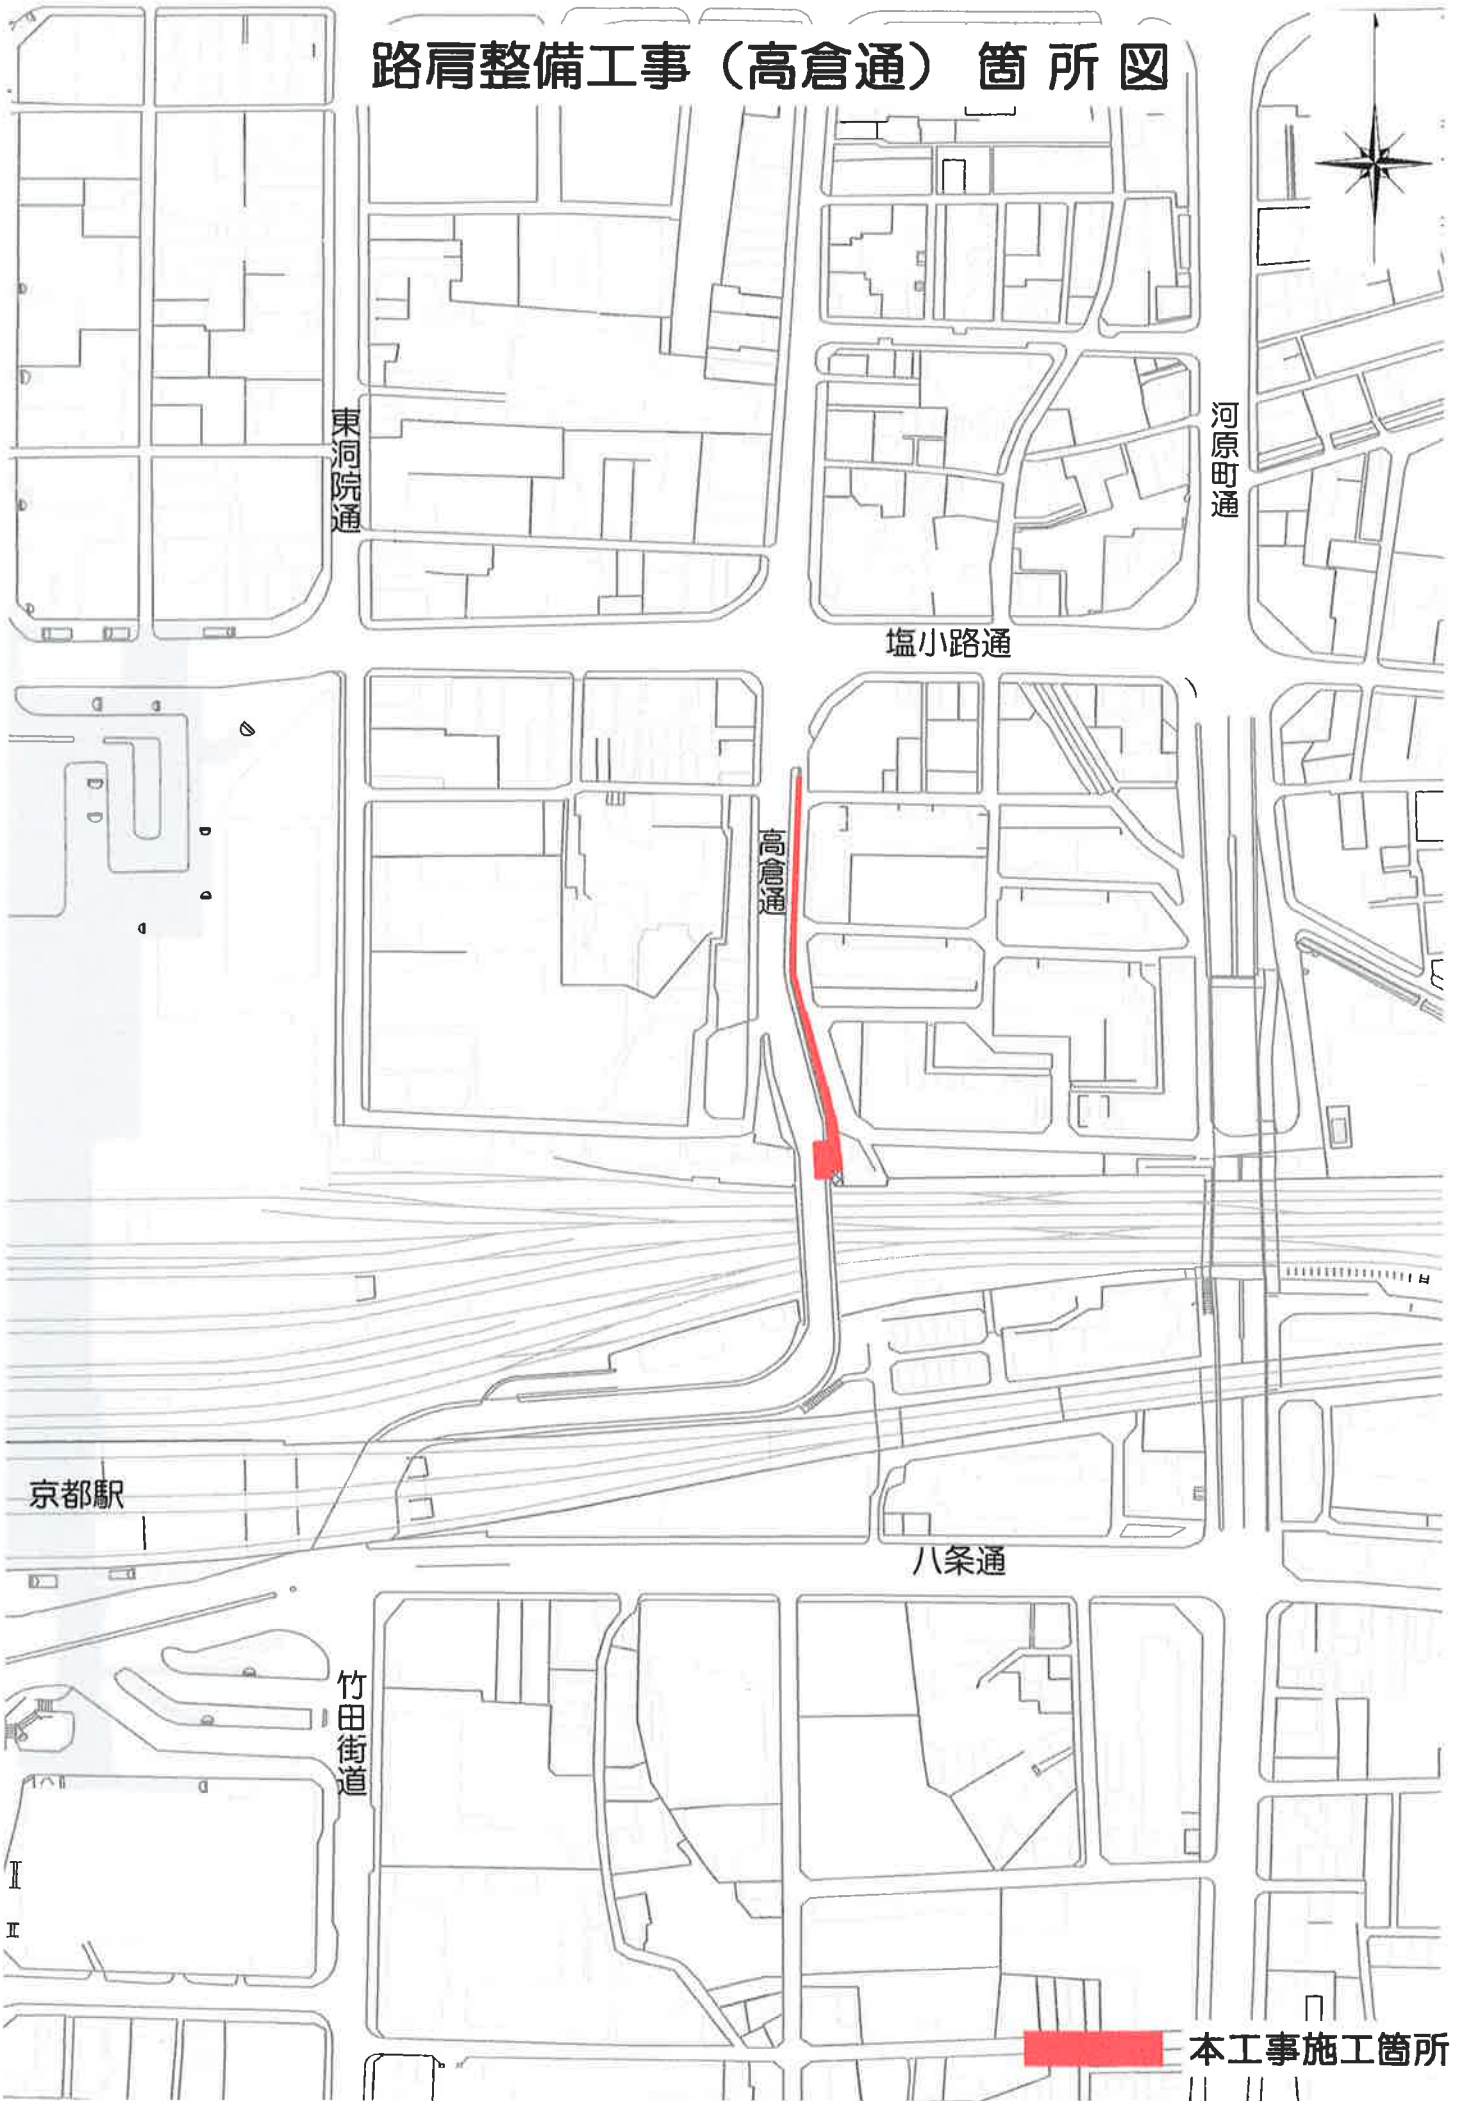 路肩整備工事（高倉通）箇所図
東洞院通
河原町通
塩小路通
高倉通
京都駅
八条通
竹田街道
本工事施工箇所